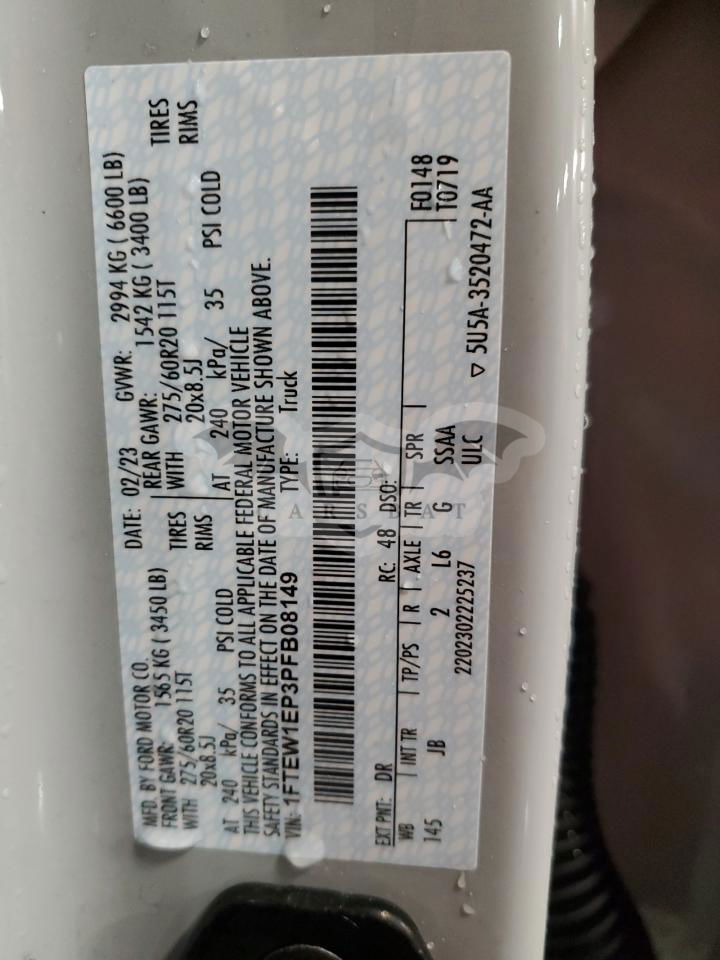 MFD. BY FORD MOTOR CO.
DATE: 02/23 GVWR: 2994 KG ( 6600 LB)
FRONT GAWR: 1565 KG ( 3450 LB) REAR GAWR: 1542 KG ( 3400 LB)
WITH 275/60R20 115T TIRES WITH 275/60R20 115T TIRES
20x8.5J RIMS 20x8.5J RIMS
AT 240 kPa/ 35 PSI COLD AT 240 kPa/ 35 PSI COLD
THIS VEHICLE CONFORMS TO ALL APPLICABLE FEDERAL MOTOR VEHICLE
SAFETY STANDARDS IN EFFECT ON THE DATE OF MANUFACTURE SHOWN ABOVE.
VIN: 1FTEW1EP3PFB08149 TYPE: Truck
EXT PNT: DR RC: 48 DSO: F0148
WB INT TR TP/PS R AXLE TR SPR T0719
145 JB 2 L6 G SSAA
2202302225237 ULC
▽ 5U5A-3520472-AA